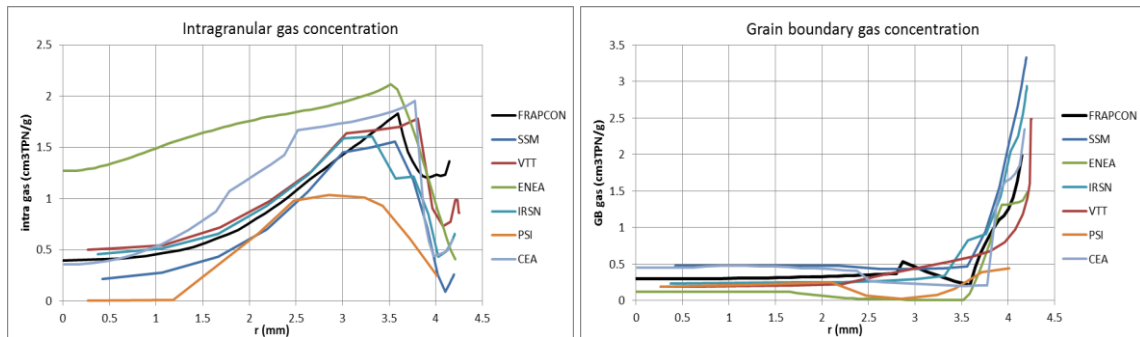 Intragranular gas concentration
intra gas (cm3TPN/g)
2.5
2
1.5
1
0.5
0
0
0.5
1
1.5
2
2.5
3
3.5
4
4.5
r (mm)
FRAPCON
SSM
VTT
ENEA
IRSN
PSI
CEA
Grain boundary gas concentration
GB gas (cm3TPN/g)
3.5
3
2.5
2
1.5
1
0.5
0
0
0.5
1
1.5
2
2.5
3
3.5
4
4.5
r (mm)
FRAPCON
SSM
ENEA
IRSN
VTT
PSI
CEA